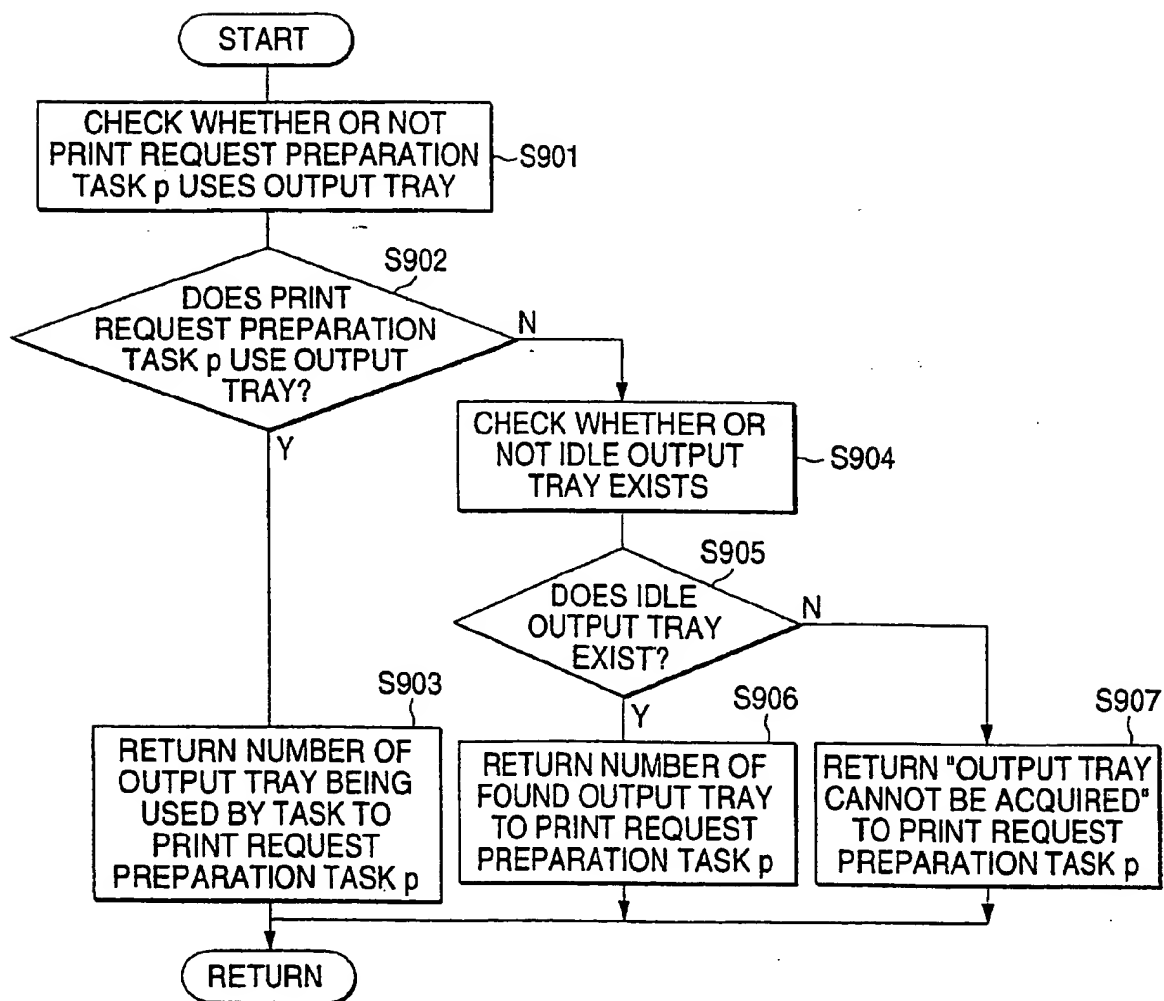 START
CHECK WHETHER OR NOT
PRINT REQUEST PREPARATION
TASK p USES OUTPUT TRAY
S901
S902
DOES PRINT
REQUEST PREPARATION
TASK p USE OUTPUT
TRAY?
N
Y
CHECK WHETHER OR
NOT IDLE OUTPUT
TRAY EXISTS
S904
S905
DOES IDLE
OUTPUT TRAY
EXIST?
N
Y
S903
RETURN NUMBER OF
OUTPUT TRAY BEING
USED BY TASK TO
PRINT REQUEST
PREPARATION TASK p
S906
RETURN NUMBER OF
FOUND OUTPUT TRAY
TO PRINT REQUEST
PREPARATION TASK p
S907
RETURN "OUTPUT TRAY
CANNOT BE ACQUIRED"
TO PRINT REQUEST
PREPARATION TASK p
RETURN